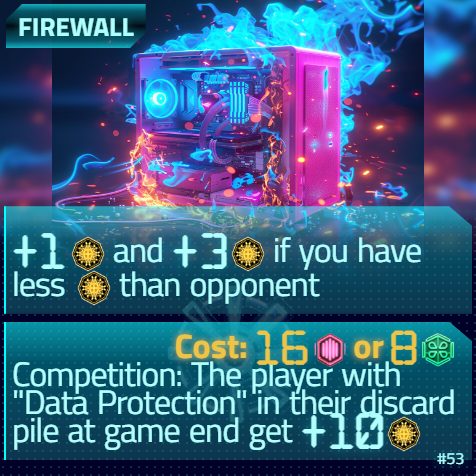 FIREWALL
+1 and +3 if you have
less than opponent
Cost: 16 or 8
Competition: The player with
"Data Protection" in their discard
pile at game end get +10
#53